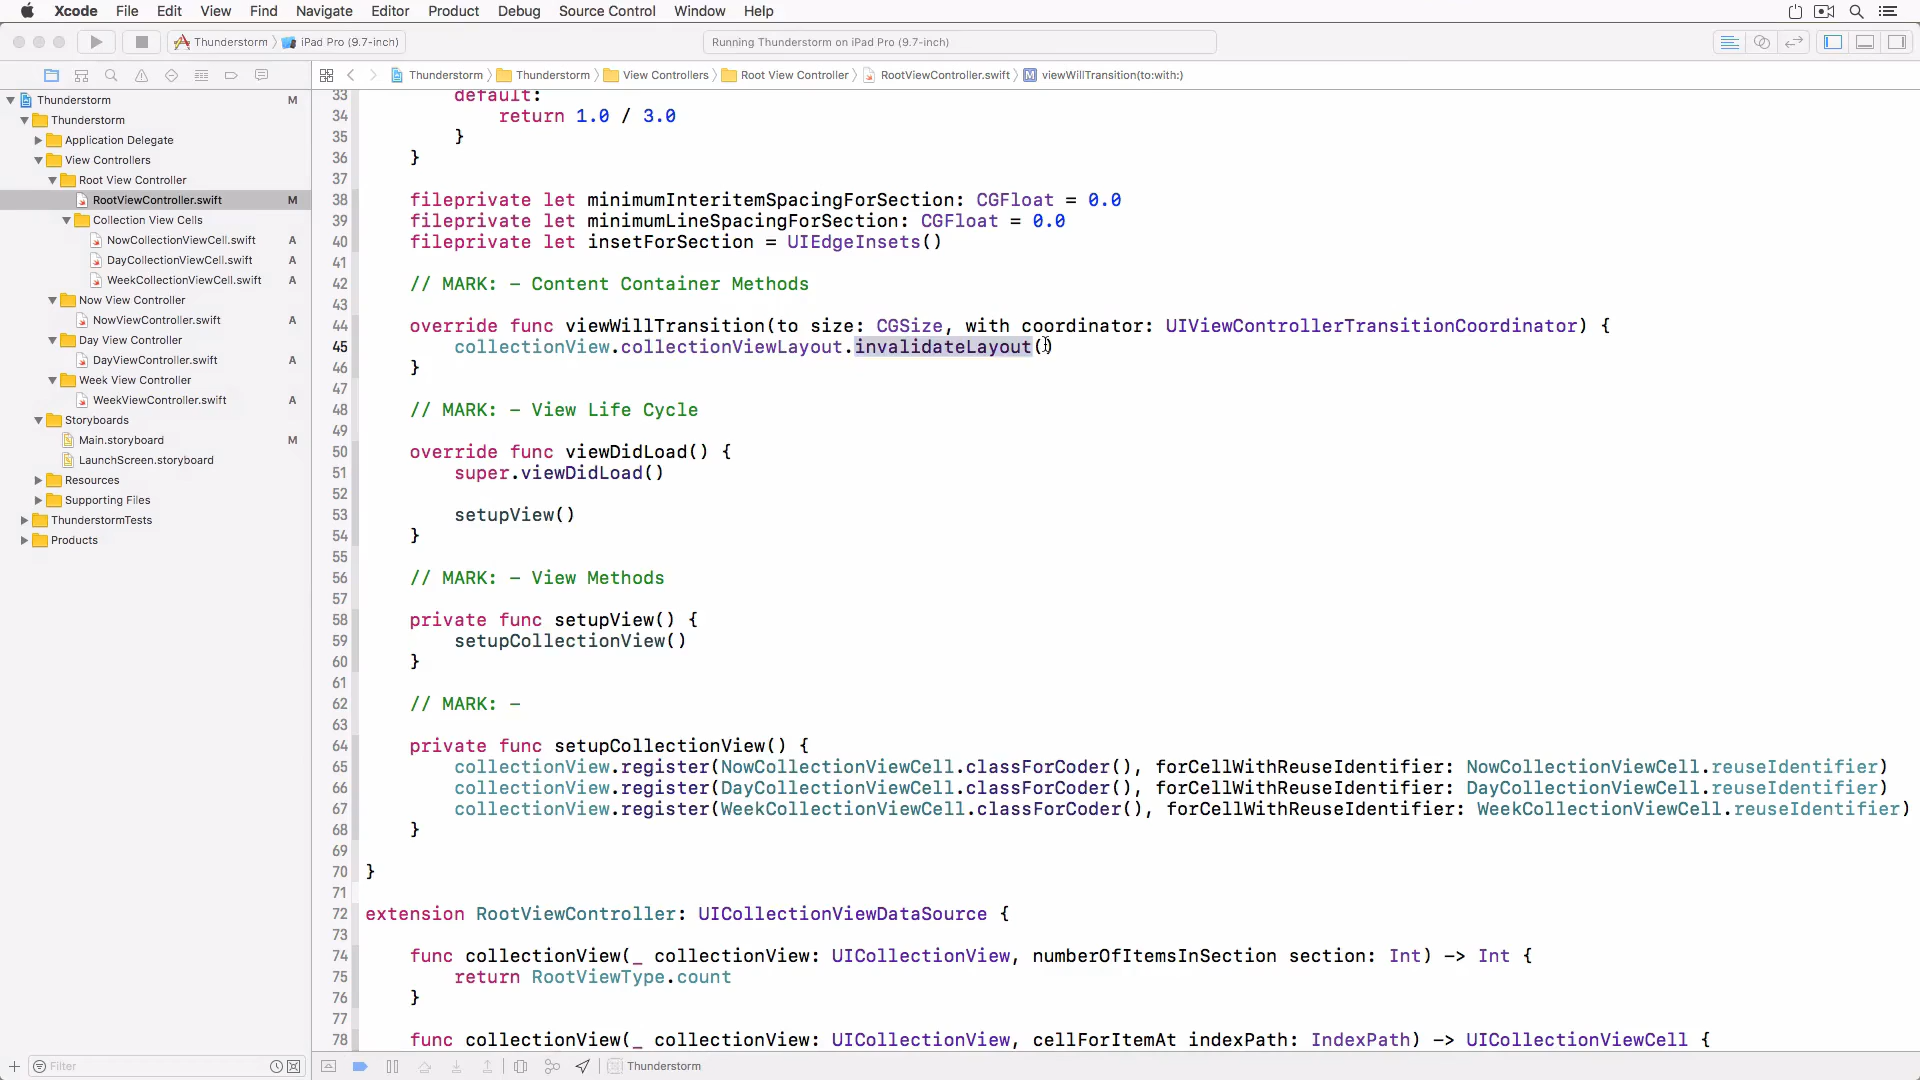 Xcode File Edit View Find Navigate Editor Product Debug Source Control Window Help
Thunderstorm iPad Pro (9.7-inch)
Running Thunderstorm on iPad Pro (9.7-inch)
Thunderstorm Thunderstorm View Controllers Root View Controller RootViewController.swift M viewWillTransition(to:with:)
Thunderstorm M
Thunderstorm
Application Delegate
View Controllers
Root View Controller
RootViewController.swift M
Collection View Cells
NowCollectionViewCell.swift A
DayCollectionViewCell.swift A
WeekCollectionViewCell.swift A
Now View Controller
NowViewController.swift A
Day View Controller
DayViewController.swift A
Week View Controller
WeekViewController.swift A
Storyboards
Main.storyboard M
LaunchScreen.storyboard
Resources
Supporting Files
ThunderstormTests
Products
33 default:
34 return 1.0 / 3.0
35 }
36 }
37
38 fileprivate let minimumInteritemSpacingForSection: CGFloat = 0.0
39 fileprivate let minimumLineSpacingForSection: CGFloat = 0.0
40 fileprivate let insetForSection = UIEdgeInsets()
41
42 // MARK: - Content Container Methods
43
44 override func viewWillTransition(to size: CGSize, with coordinator: UIViewControllerTransitionCoordinator) {
45 collectionView.collectionViewLayout.invalidateLayout()
46 }
47
48 // MARK: - View Life Cycle
49
50 override func viewDidLoad() {
51 super.viewDidLoad()
52
53 setupView()
54 }
55
56 // MARK: - View Methods
57
58 private func setupView() {
59 setupCollectionView()
60 }
61
62 // MARK: -
63
64 private func setupCollectionView() {
65 collectionView.register(NowCollectionViewCell.classForCoder(), forCellWithReuseIdentifier: NowCollectionViewCell.reuseIdentifier)
66 collectionView.register(DayCollectionViewCell.classForCoder(), forCellWithReuseIdentifier: DayCollectionViewCell.reuseIdentifier)
67 collectionView.register(WeekCollectionViewCell.classForCoder(), forCellWithReuseIdentifier: WeekCollectionViewCell.reuseIdentifier)
68 }
69
70 }
71
72 extension RootViewController: UICollectionViewDataSource {
73
74 func collectionView(_ collectionView: UICollectionView, numberOfItemsInSection section: Int) -> Int {
75 return RootViewType.count
76 }
77
78 func collectionView(_ collectionView: UICollectionView, cellForItemAt indexPath: IndexPath) -> UICollectionViewCell {
Filter
Thunderstorm